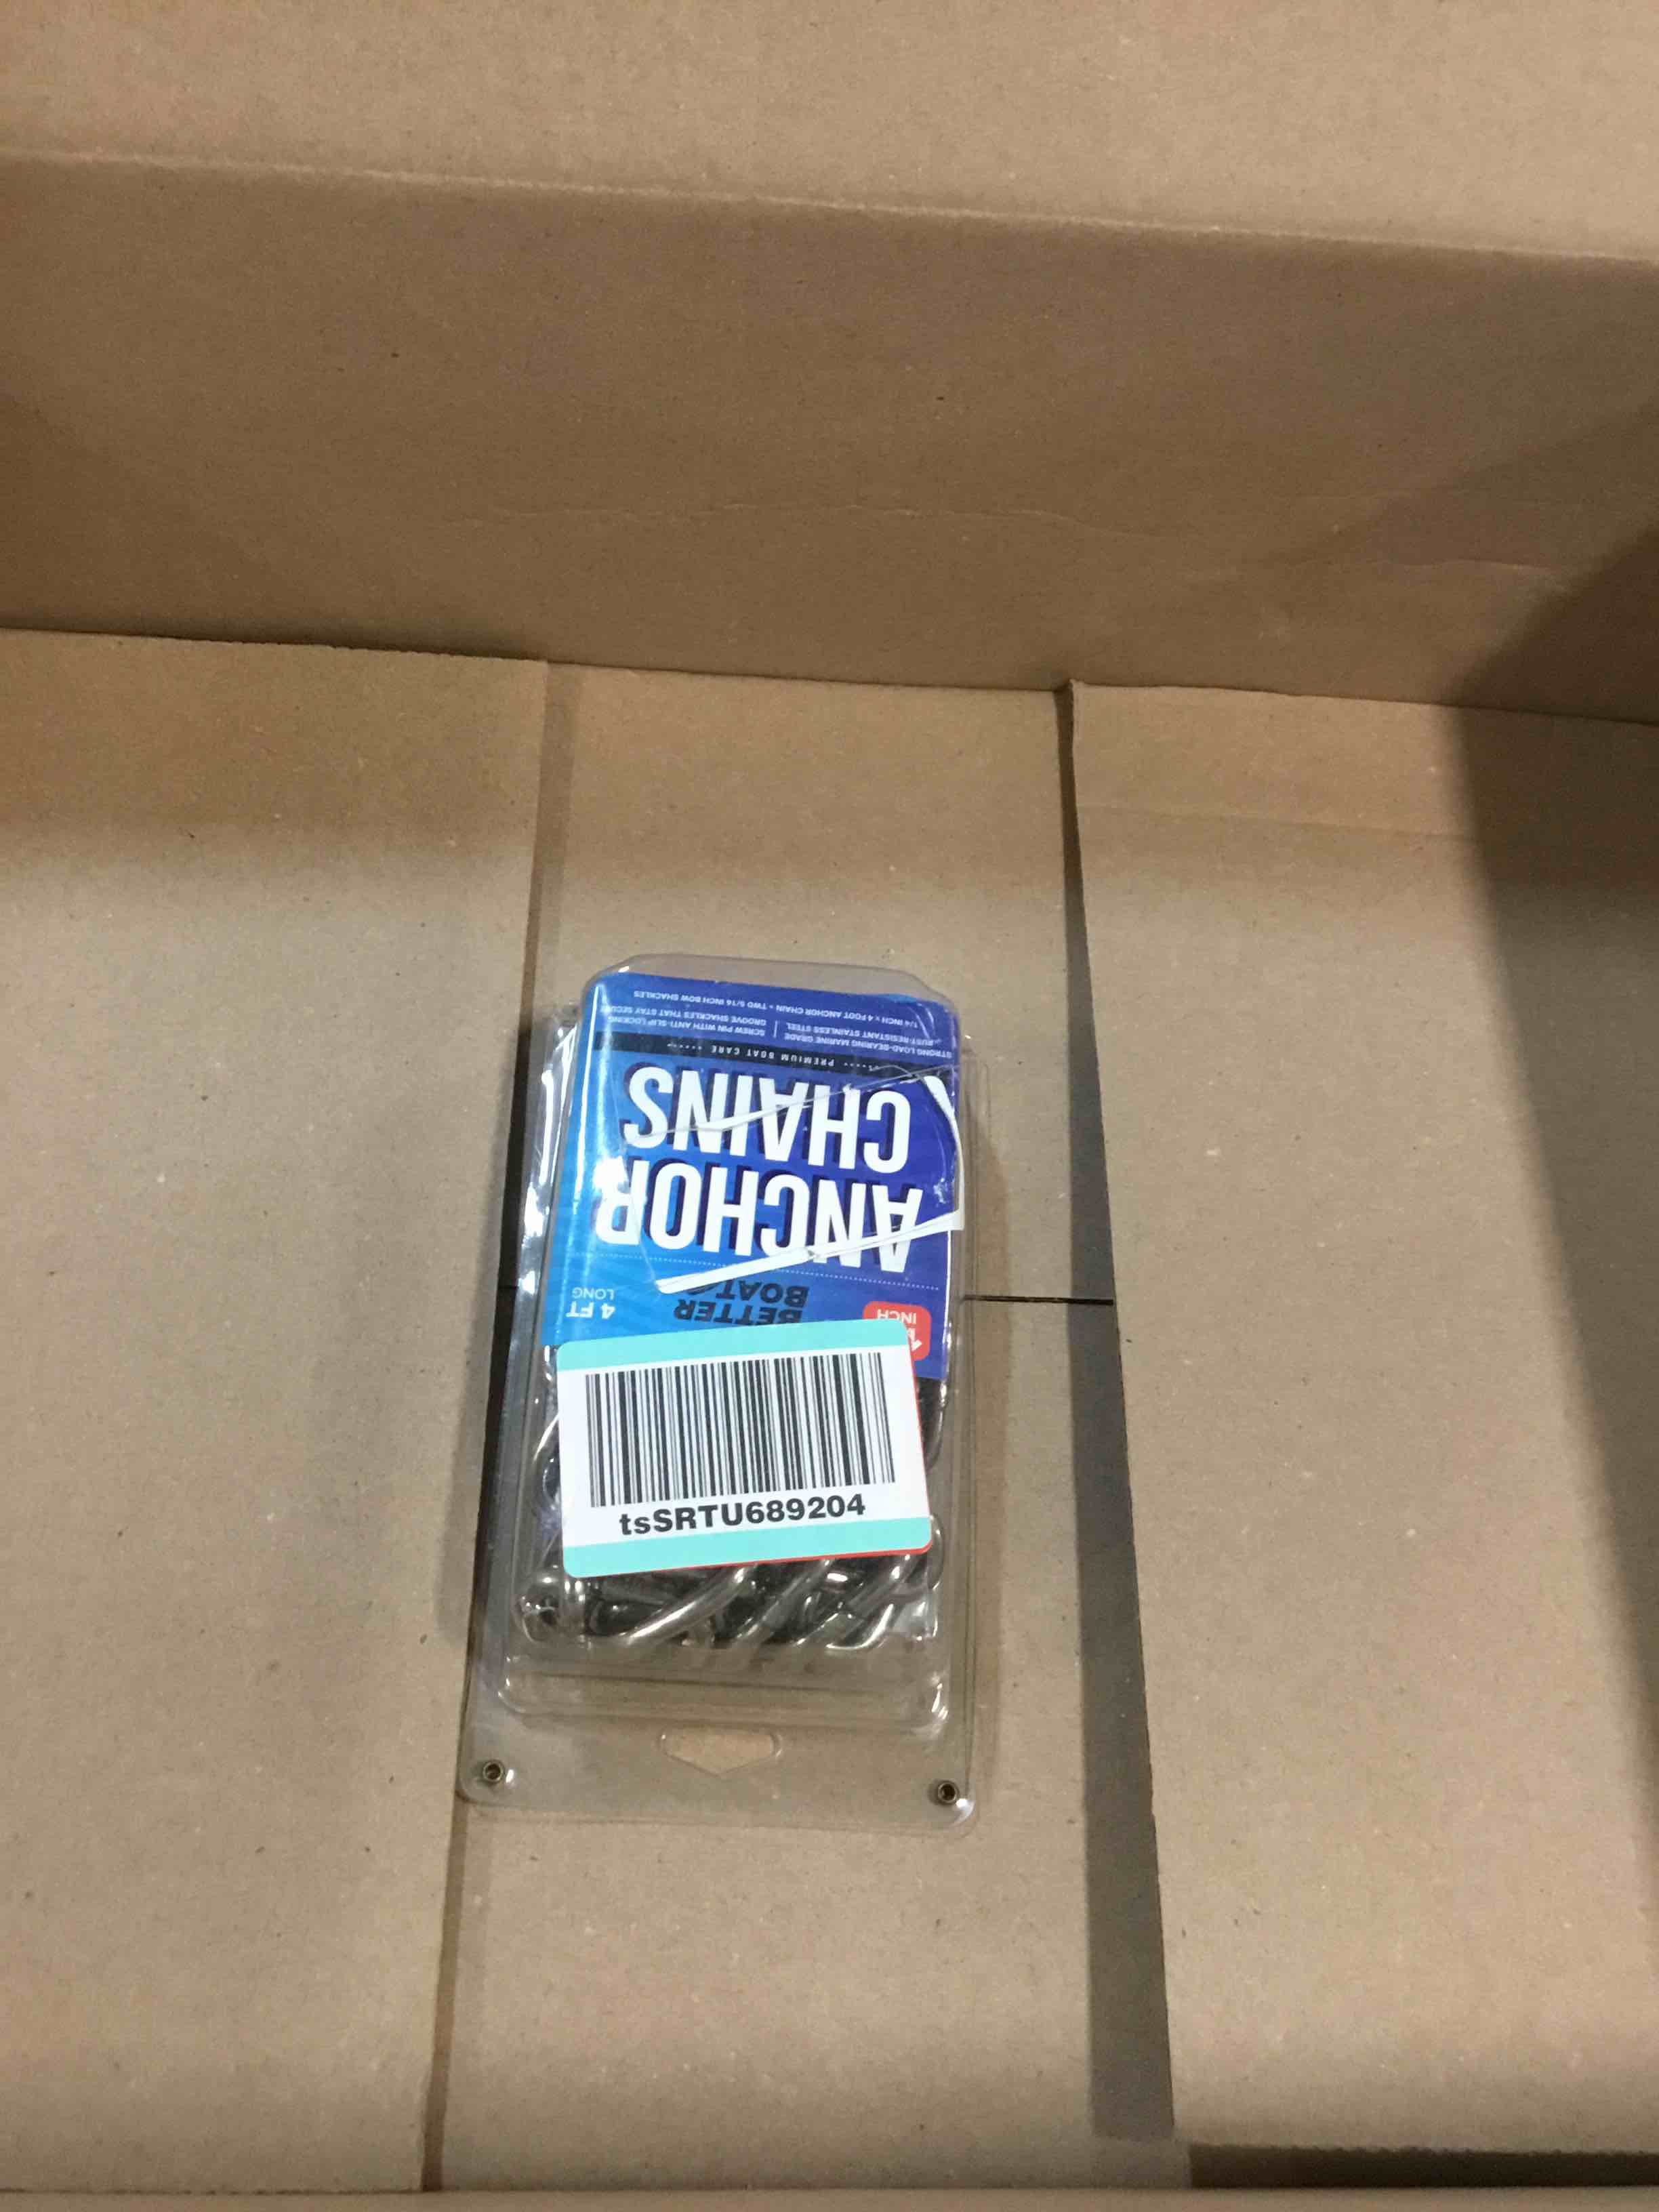 1/4
INCH
BETTER
BOAT
4 FT
LONG
ANCHOR
CHAINS
PREMIUM BOAT CARE
STRONG LOAD-BEARING MARINE GRADE
RUST-RESISTANT STAINLESS STEEL
SCREW PIN WITH ANTI-SLIP LOCKING
GROOVE SHACKLES THAT STAY SECURE
1/4 INCH x 4 FOOT ANCHOR CHAIN • TWO 5/16 INCH BOW SHACKLES
tsSRTU689204